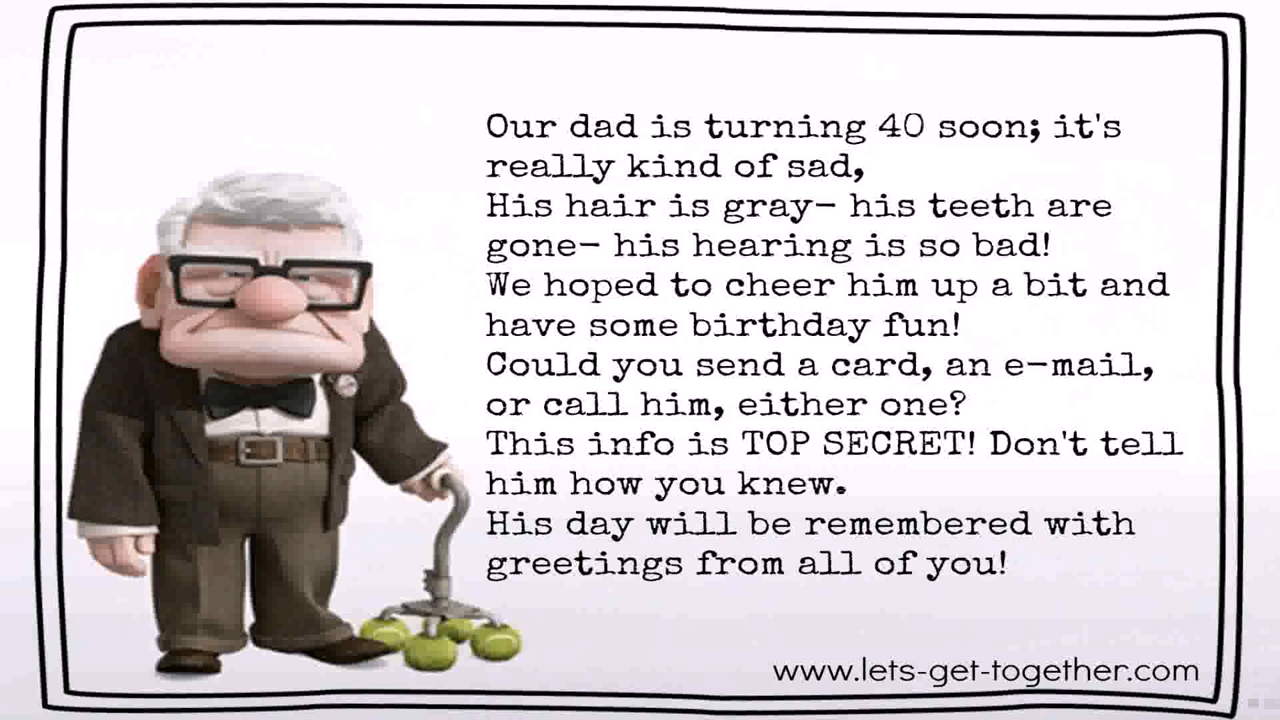 Our dad is turning 40 soon; it's
really kind of sad,
His hair is gray- his teeth are
gone- his hearing is so bad!
We hoped to cheer him up a bit and
have some birthday fun!
Could you send a card, an e-mail,
or call him, either one?
This info is TOP SECRET! Don't tell
him how you knew.
His day will be remembered with
greetings from all of you!
www.lets-get-together.com